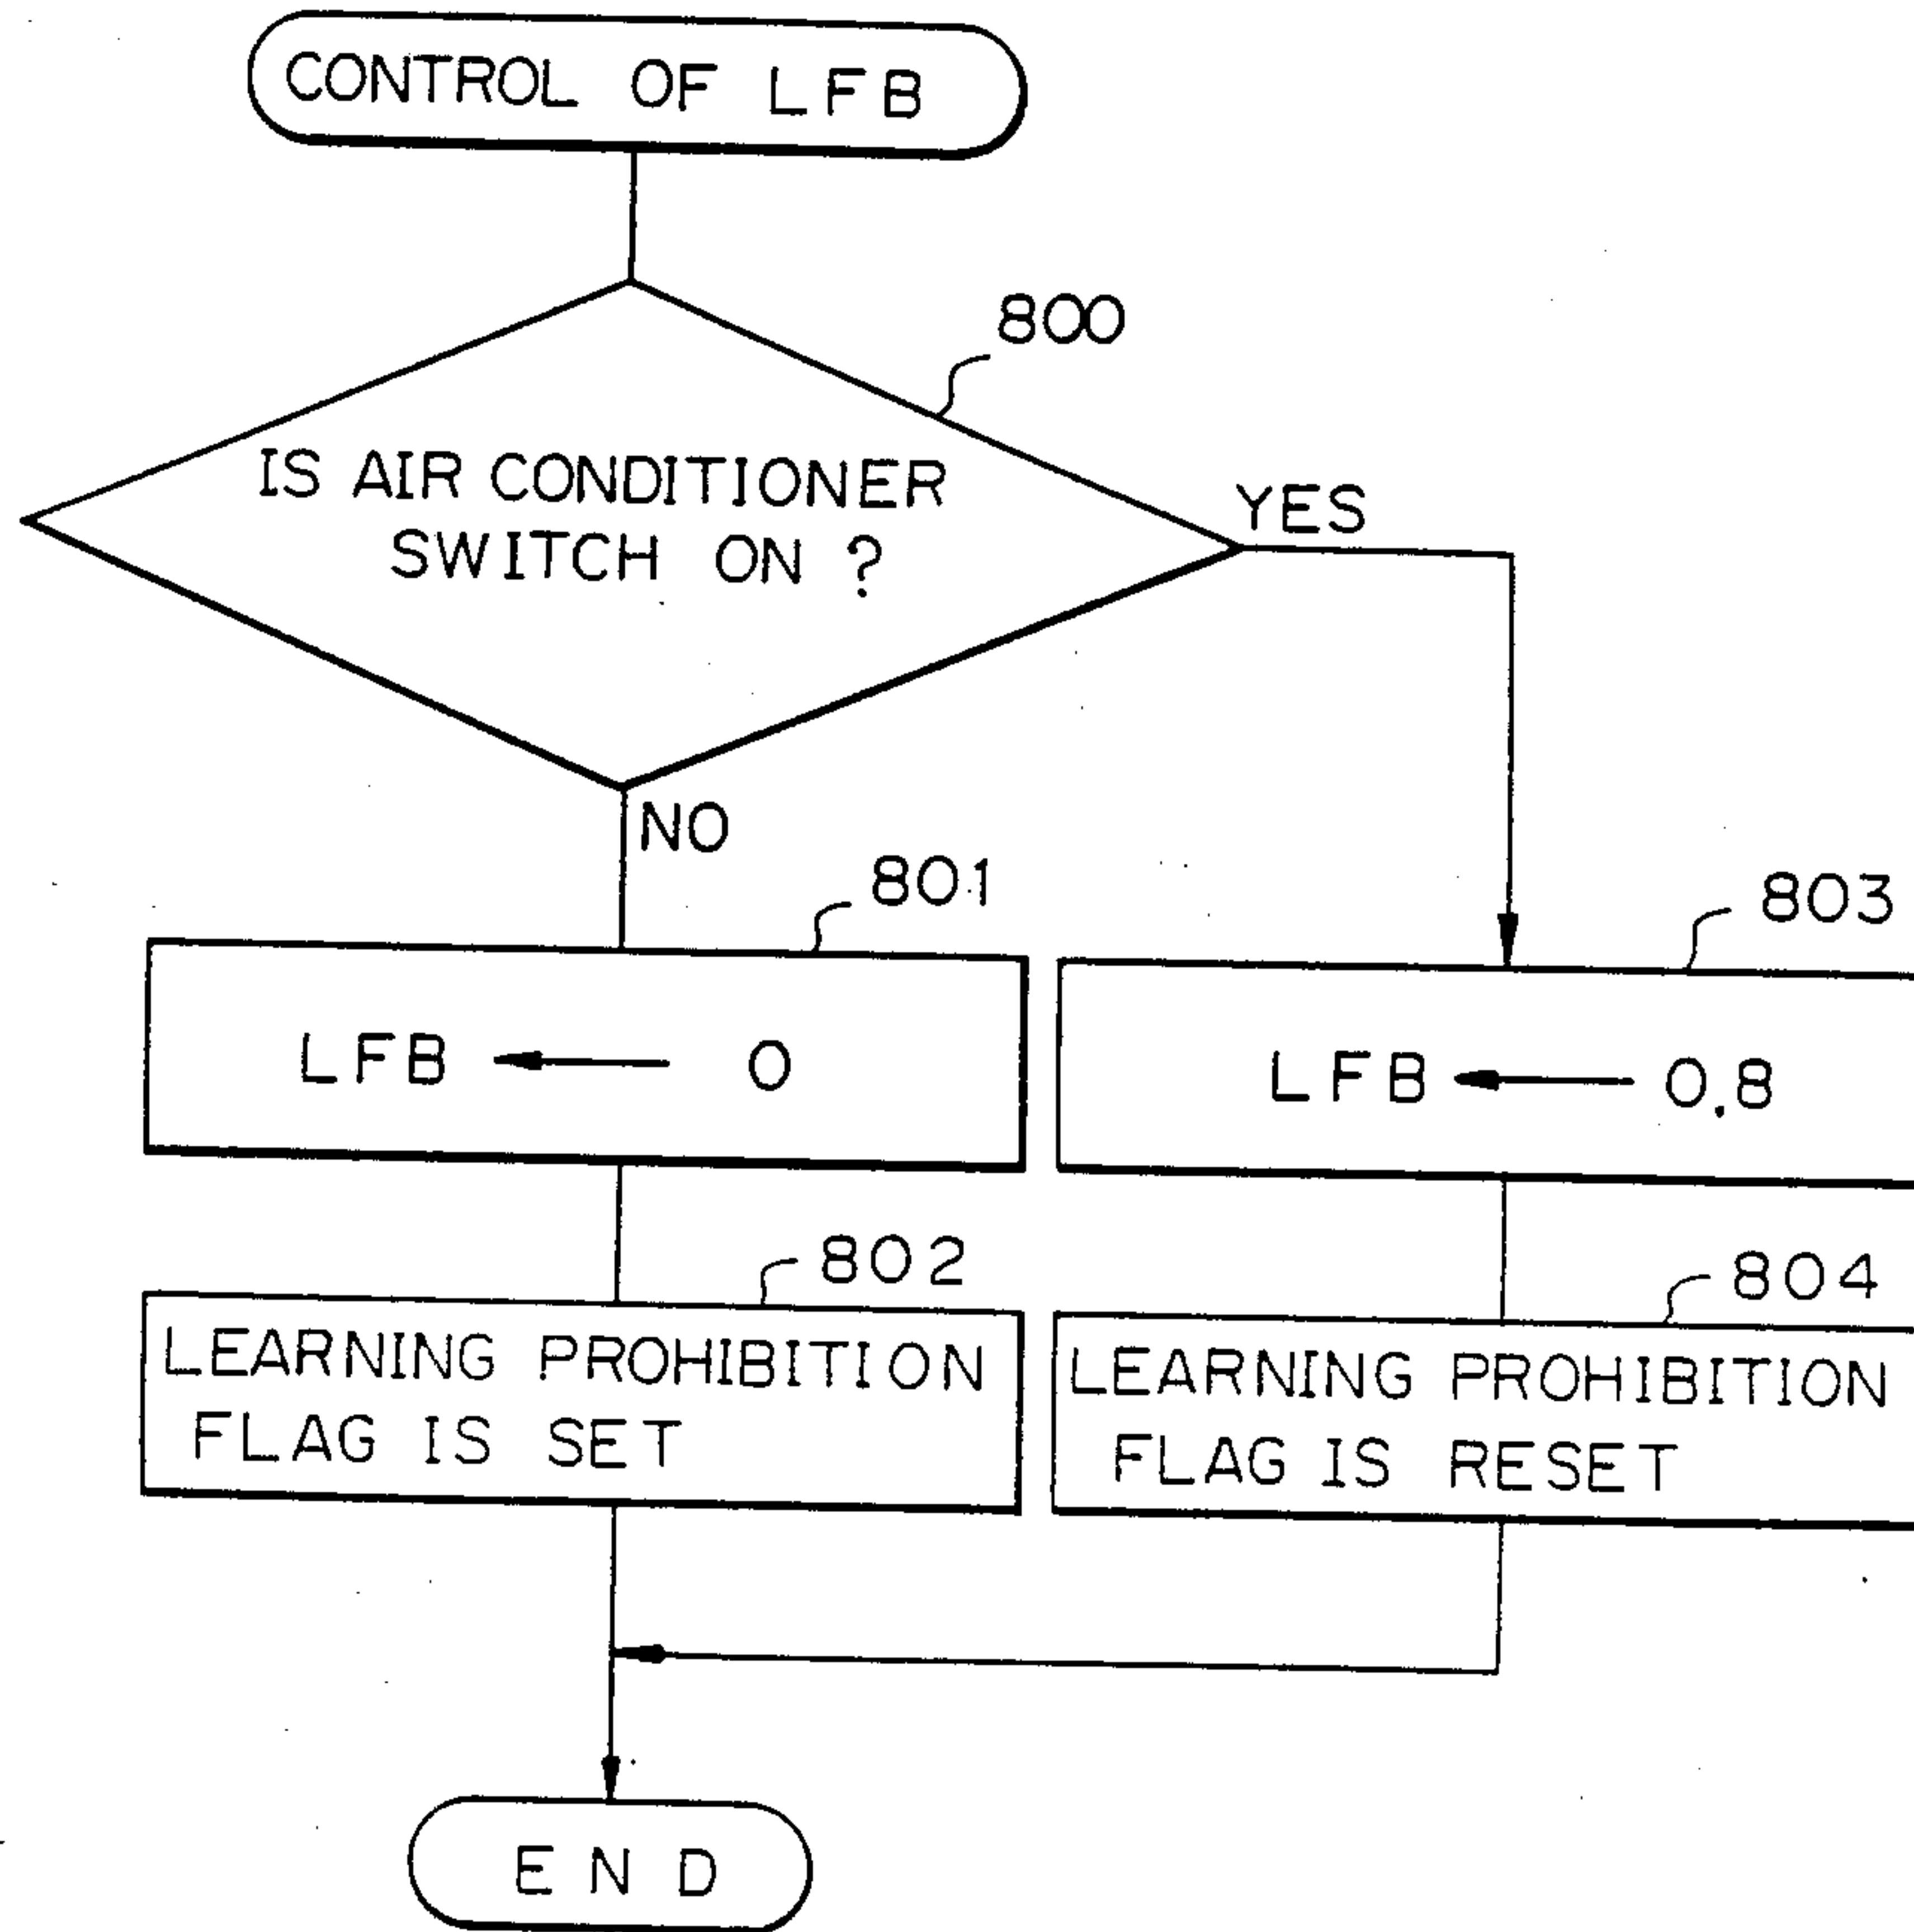 CONTROL OF LFB
800
IS AIR CONDITIONER
SWITCH ON ?
YES
NO
801
LFB ← 0
803
LFB ← 0.8
802
LEARNING PROHIBITION
FLAG IS SET
804
LEARNING PROHIBITION
FLAG IS RESET
END